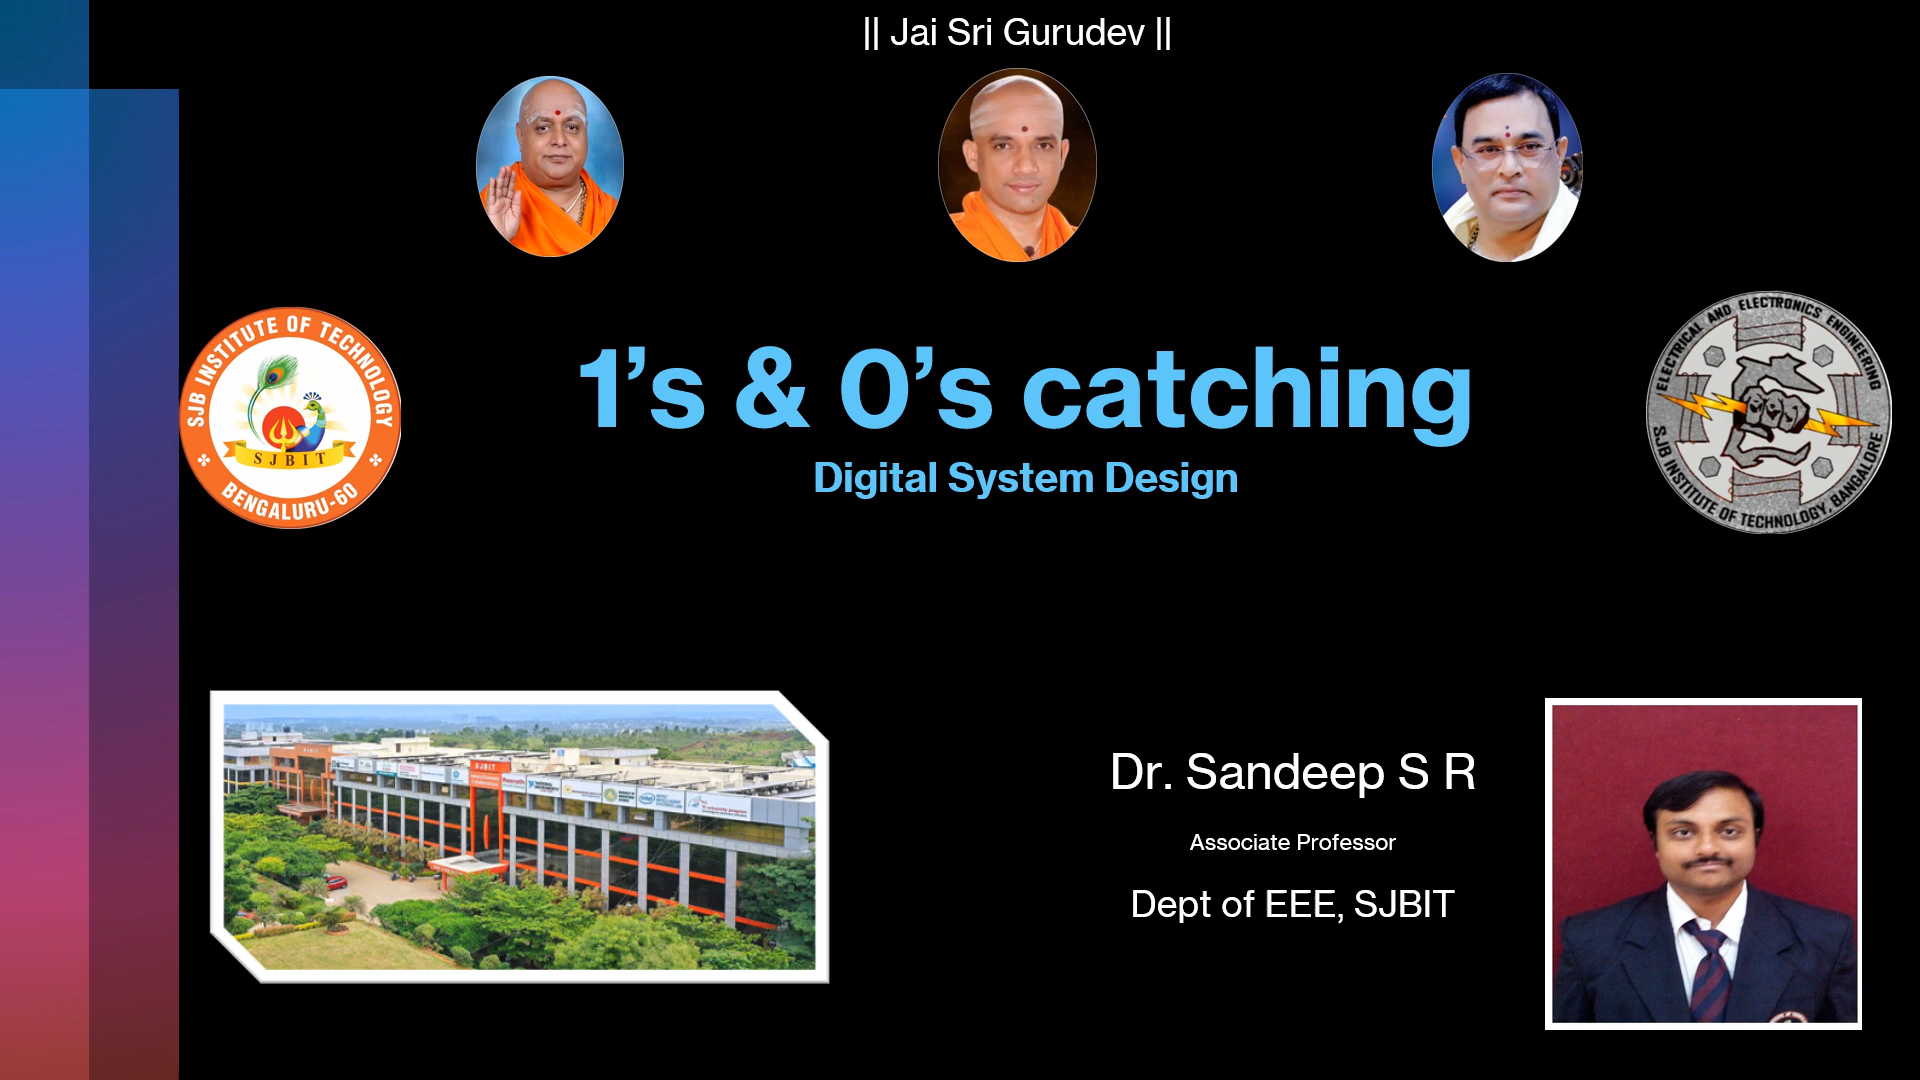 || Jai Sri Gurudev ||
SJB INSTITUTE OF TECHNOLOGY
SJBIT
BENGALURU-60
1’s & 0’s catching
Digital System Design
ELECTRICAL AND ELECTRONICS ENGINEERING
SJB INSTITUTE OF TECHNOLOGY, BANGALORE
SJBIT
Dr. Sandeep S R
Associate Professor
Dept of EEE, SJBIT